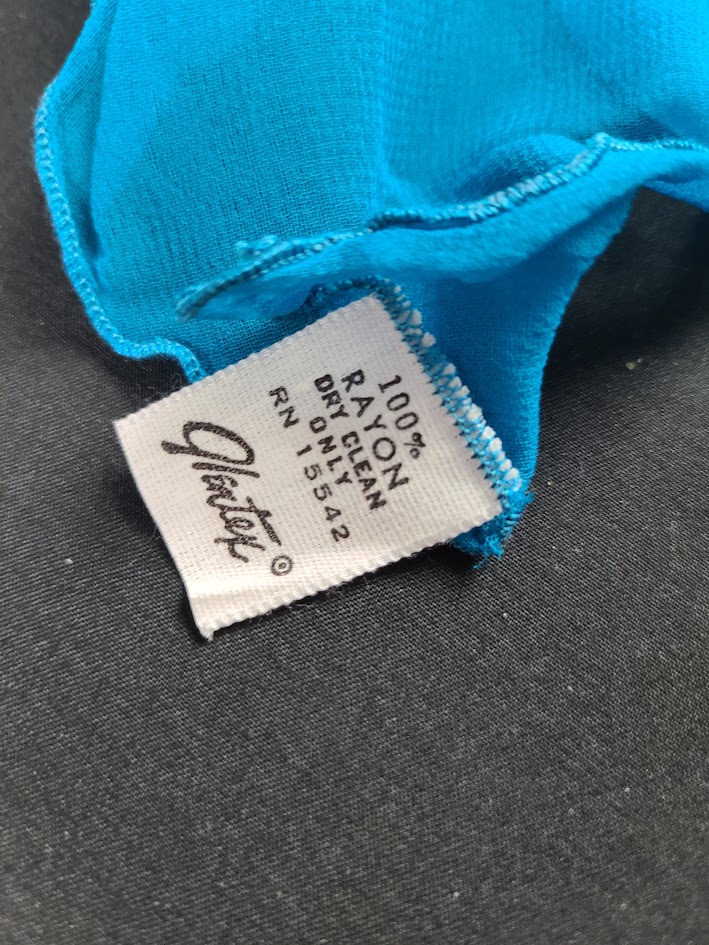 100%
RAYON
DRY CLEAN
ONLY
RN 15542
Glentex®